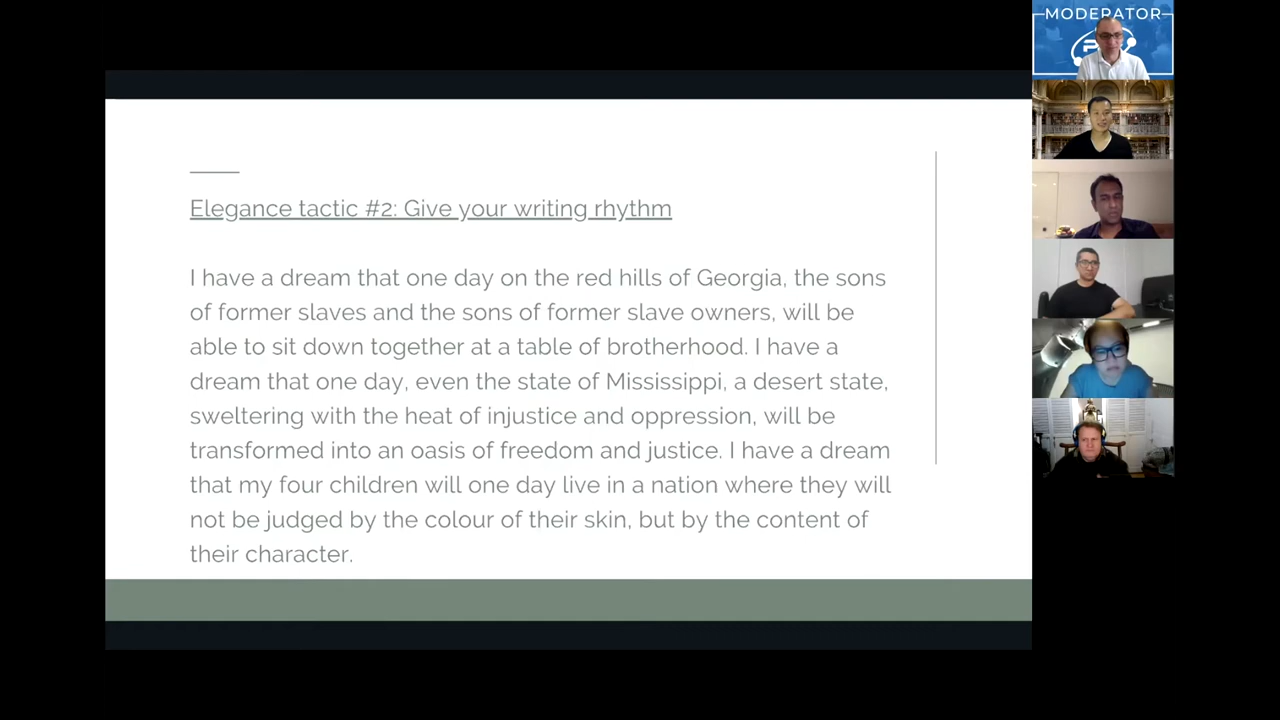 MODERATOR
Elegance tactic #2: Give your writing rhythm
I have a dream that one day on the red hills of Georgia, the sons
of former slaves and the sons of former slave owners, will be
able to sit down together at a table of brotherhood. I have a
dream that one day, even the state of Mississippi, a desert state,
sweltering with the heat of injustice and oppression, will be
transformed into an oasis of freedom and justice. I have a dream
that my four children will one day live in a nation where they will
not be judged by the colour of their skin, but by the content of
their character.